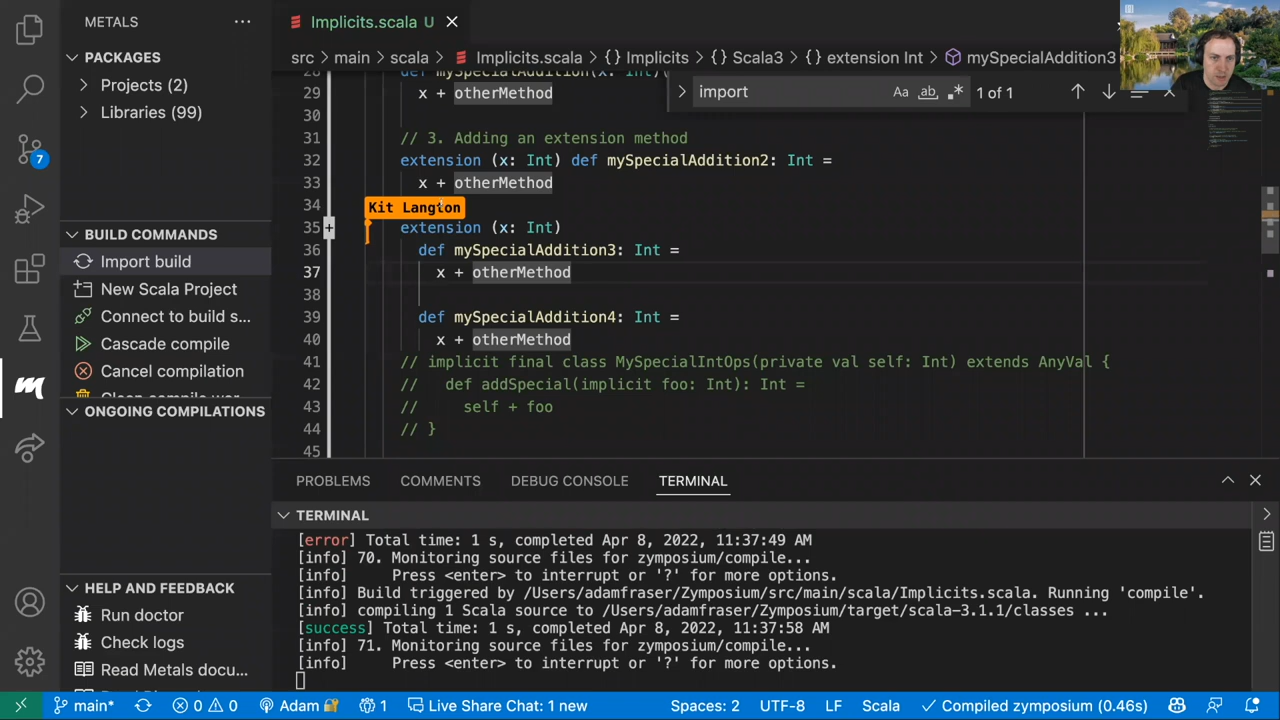 METALS
Implicits.scala U
PACKAGES
Projects (2)
Libraries (99)
src > main > scala > Implicits.scala > {} Implicits > {} Scala3 > {} extension Int > mySpecialAddition3
import
Aa ab .* 1 of 1
28 def mySpecialAddition(x: Int)(
29 x + otherMethod
30
31 // 3. Adding an extension method
32 extension (x: Int) def mySpecialAddition2: Int =
33 x + otherMethod
34
Kit Langton
35 extension (x: Int)
36 def mySpecialAddition3: Int =
37 x + otherMethod
38
39 def mySpecialAddition4: Int =
40 x + otherMethod
41 // implicit final class MySpecialIntOps(private val self: Int) extends AnyVal {
42 // def addSpecial(implicit foo: Int): Int =
43 // self + foo
44 // }
45
7
BUILD COMMANDS
Import build
New Scala Project
Connect to build s...
Cascade compile
Cancel compilation
ONGOING COMPILATIONS
HELP AND FEEDBACK
Run doctor
Check logs
Read Metals docu...
PROBLEMS COMMENTS DEBUG CONSOLE TERMINAL
TERMINAL
[error] Total time: 1 s, completed Apr 8, 2022, 11:37:49 AM
[info] 70. Monitoring source files for zymposium/compile...
[info] Press <enter> to interrupt or '?' for more options.
[info] Build triggered by /Users/adamfraser/Zymposium/src/main/scala/Implicits.scala. Running 'compile'.
[info] compiling 1 Scala source to /Users/adamfraser/Zymposium/target/scala-3.1.1/classes ...
[success] Total time: 1 s, completed Apr 8, 2022, 11:37:58 AM
[info] 71. Monitoring source files for zymposium/compile...
[info] Press <enter> to interrupt or '?' for more options.
main* 0 0 Adam 1 Live Share Chat: 1 new Spaces: 2 UTF-8 LF Scala Compiled zymposium (0.46s)